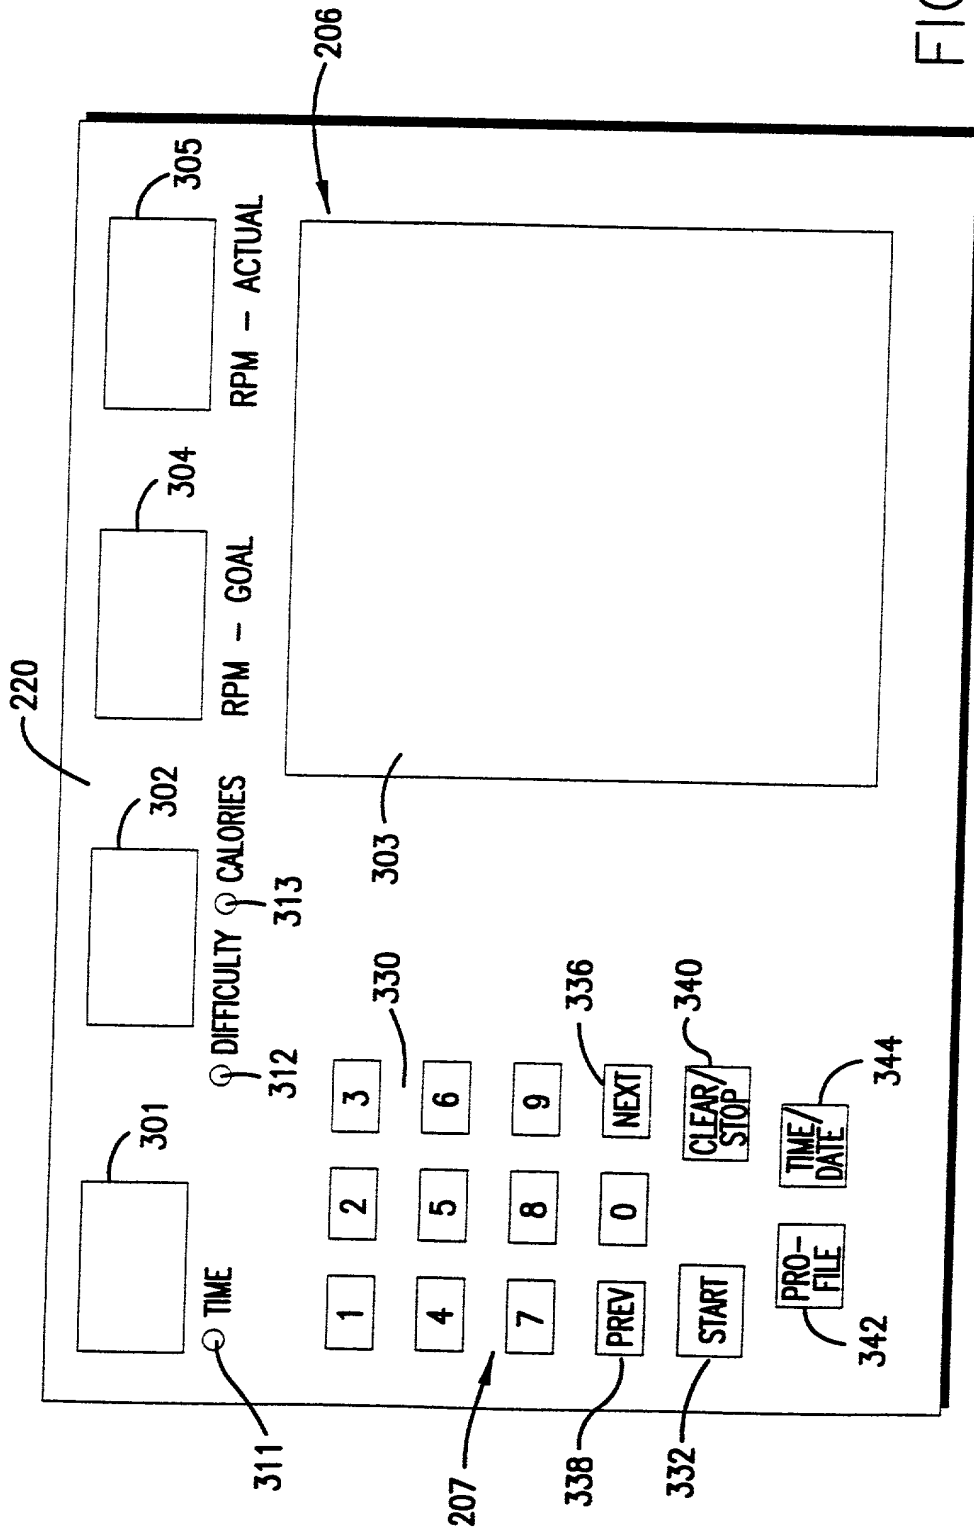 220
206
301
302
304
305
TIME
DIFFICULTY
CALORIES
RPM – GOAL
RPM – ACTUAL
311
312
313
303
330
1
2
3
4
5
6
7
8
9
PREV
0
NEXT
207
338
336
START
CLEAR/
STOP
332
340
PRO–
FILE
TIME/
DATE
342
344